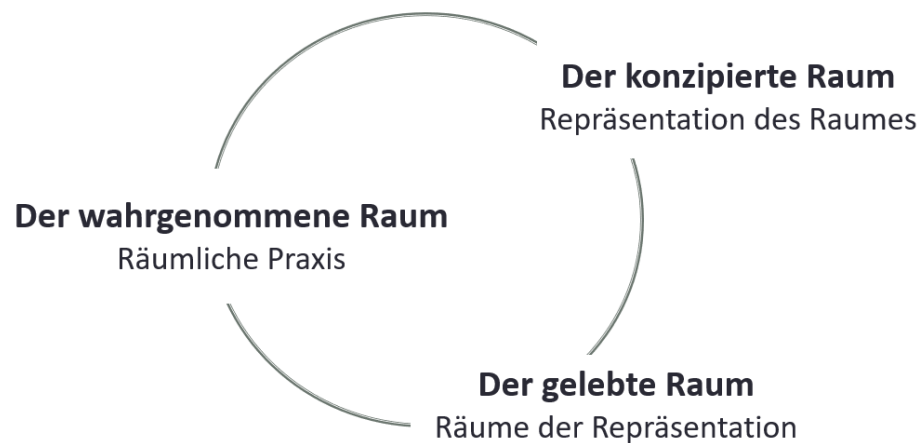 Der konzipierte Raum
Repräsentation des Raumes
Der wahrgenommene Raum
Räumliche Praxis
Der gelebte Raum
Räume der Repräsentation